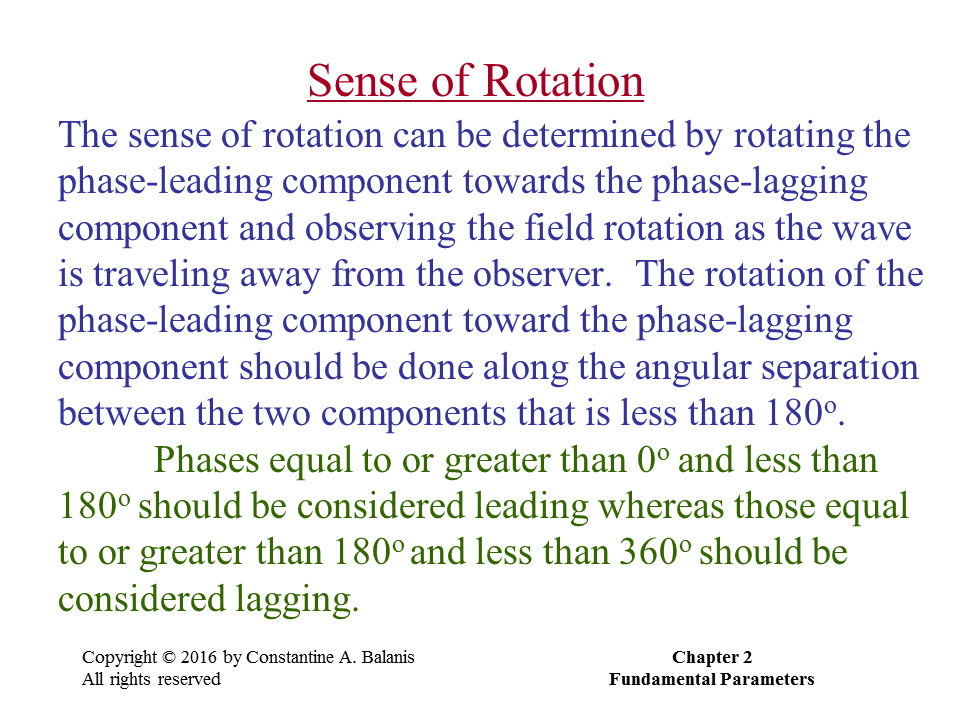 Sense of Rotation
The sense of rotation can be determined by rotating the
phase-leading component towards the phase-lagging
component and observing the field rotation as the wave
is traveling away from the observer.  The rotation of the
phase-leading component toward the phase-lagging
component should be done along the angular separation
between the two components that is less than 180º.
Phases equal to or greater than 0º and less than
180º should be considered leading whereas those equal
to or greater than 180º and less than 360º should be
considered lagging.
Copyright © 2016 by Constantine A. Balanis
All rights reserved
Chapter 2
Fundamental Parameters